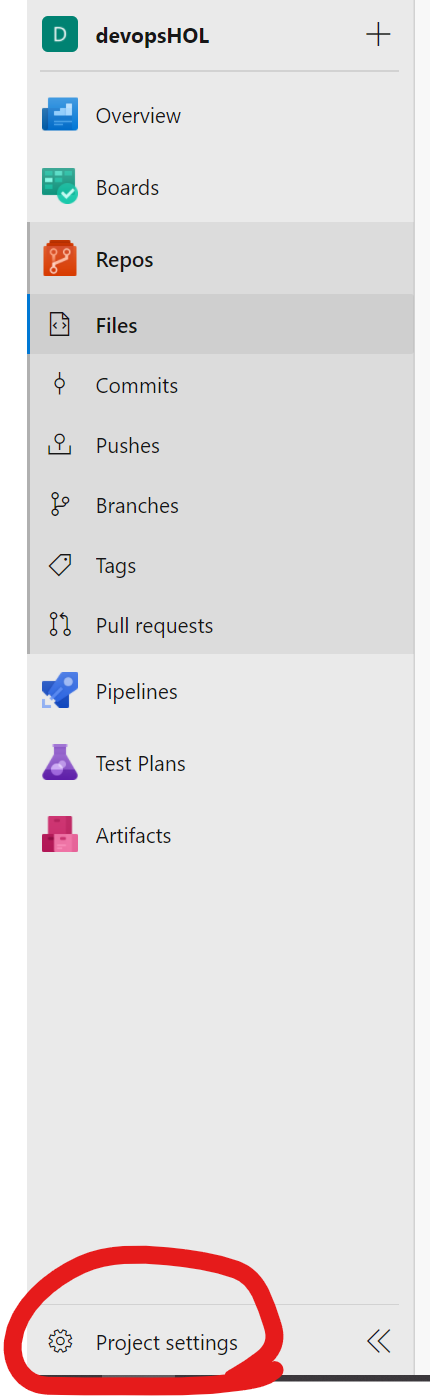 D devopsHOL
Overview
Boards
Repos
Files
Commits
Pushes
Branches
Tags
Pull requests
Pipelines
Test Plans
Artifacts
Project settings